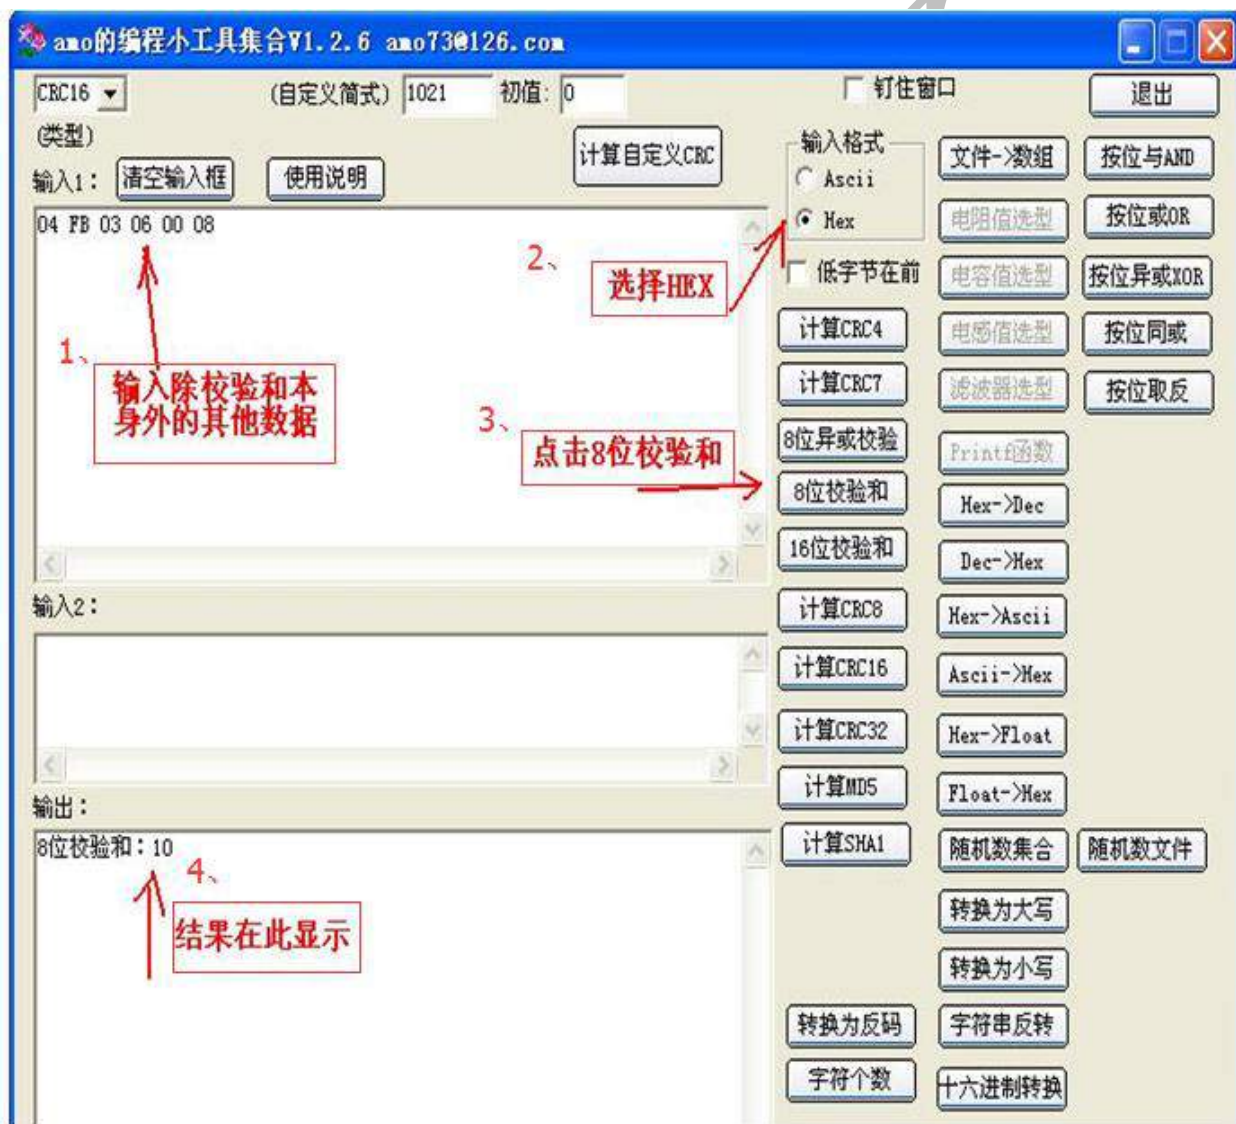 amo的编程小工具集合V1.2.6 amo73@126.com
CRC16
(自定义简式) 1021
初值: 0
钉住窗口
退出
(类型)
计算自定义CRC
输入1:
清空输入框
使用说明
输入格式
Ascii
Hex
文件->数组
按位与AND
04 FB 03 06 00 08
电阻值选型
按位或OR
2、
选择HEX
低字节在前
电容值选型
按位异或XOR
计算CRC4
电感值选型
按位同或
1、
输入除校验和本
身外的其他数据
计算CRC7
滤波器选型
按位取反
3、
点击8位校验和
8位异或校验
Printf函数
8位校验和
Hex->Dec
16位校验和
Dec->Hex
输入2:
计算CRC8
Hex->Ascii
计算CRC16
Ascii->Hex
计算CRC32
Hex->Float
计算MD5
Float->Hex
输出:
8位校验和:10
计算SHA1
随机数集合
随机数文件
4、
结果在此显示
转换为大写
转换为小写
转换为反码
字符串反转
字符个数
十六进制转换